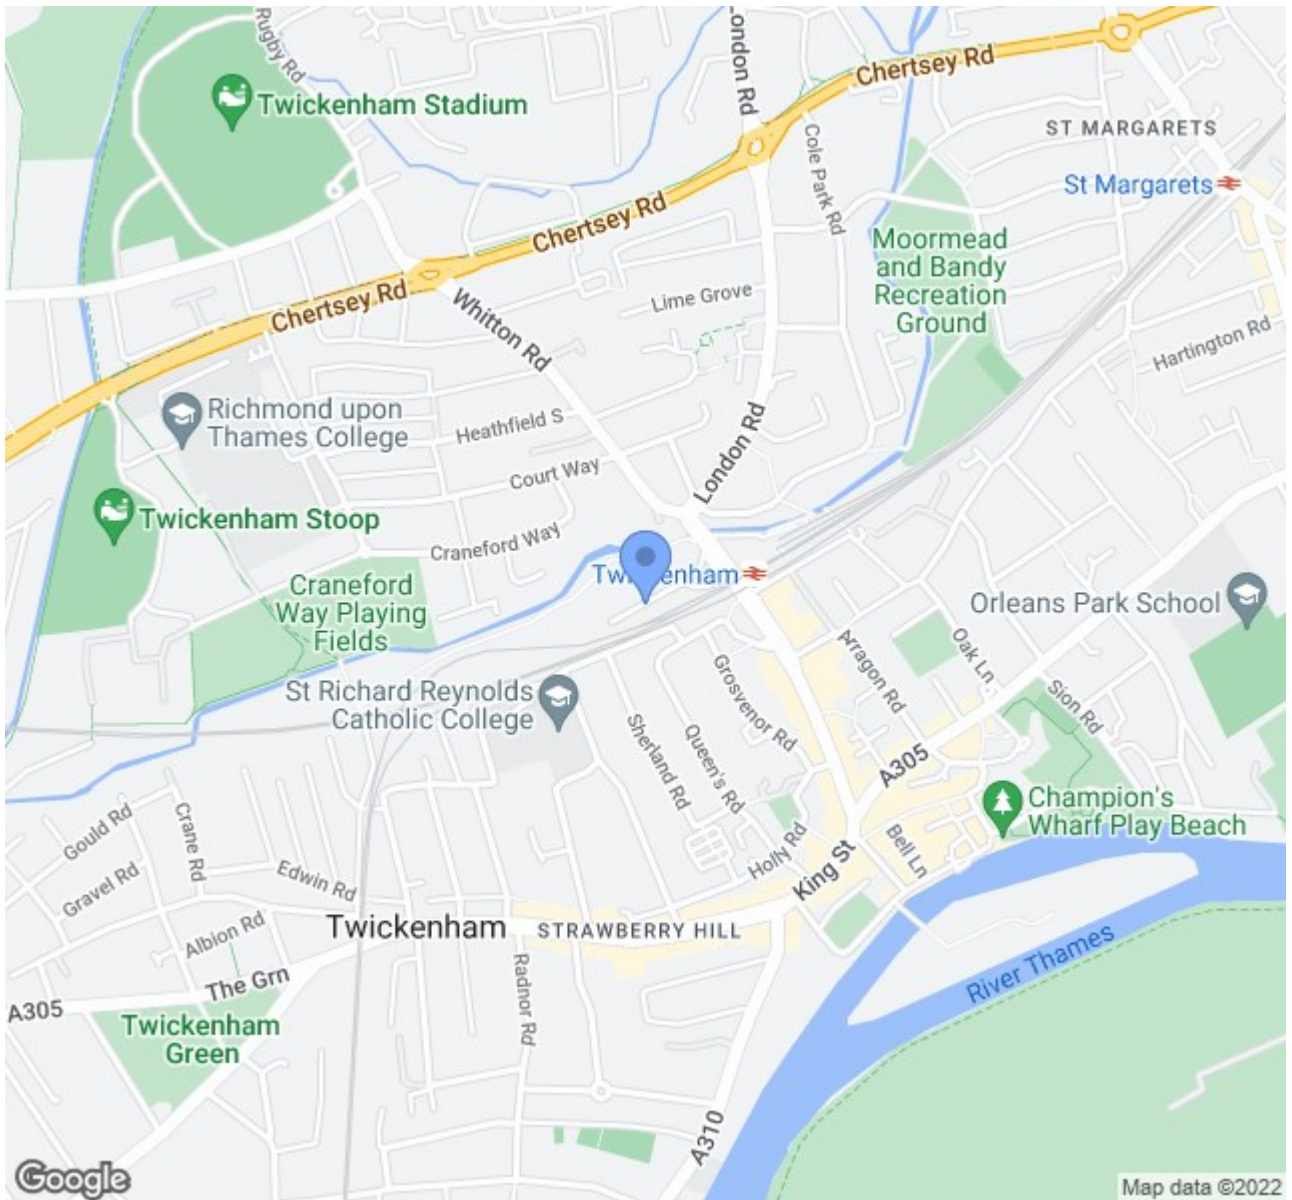 Rugby Rd
London Rd
Chertsey Rd
Twickenham Stadium
Cole Park Rd
ST MARGARETS
St Margarets
Chertsey Rd
Moormead
and Bandy
Recreation
Ground
Chertsey Rd
Whitton Rd
Lime Grove
Hartington Rd
Richmond upon
Thames College
Heathfield S
London Rd
Court Way
Twickenham Stoop
Craneford Way
Twickenham
Craneford
Way Playing
Fields
Orleans Park School
Arragon Rd
Oak Ln
Sion Rd
St Richard Reynolds
Catholic College
Grosvenor Rd
Sherland Rd
Queen's Rd
A305
Champion's
Wharf Play Beach
Gould Rd
Crane Rd
Bell Ln
Holly Rd
King St
Gravel Rd
Edwin Rd
Albion Rd
Twickenham
STRAWBERRY HILL
River Thames
The Grn
Radnor Rd
A305
Twickenham
Green
A310
Google
Map data ©2022